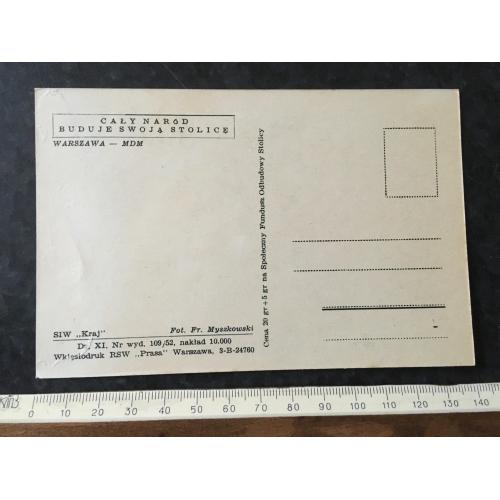 CAŁY NARÓD
BUDUJE SWOJĄ STOLICĘ
WARSZAWA — MDM
SIW „Kraj" Fot. Fr. Myszkowski
XI, Nr wyd. 109/52, nakład 10.000
Wklęsłodruk RSW „Prasa" Warszawa, 3-B-24760
Cena 20 gr + 5 gr na Społeczny Fundusz Odbudowy Stolicy
0 10 20 30 40 50 60 70 80 90 100 110 120 130 140